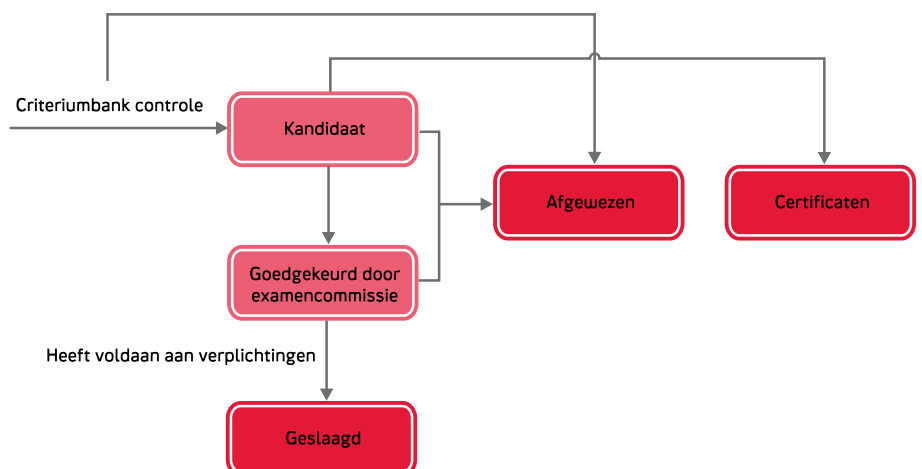 Criteriumbank controle
Kandidaat
Afgewezen
Certificaten
Goedgekeurd door
examencommissie
Heeft voldaan aan verplichtingen
Geslaagd